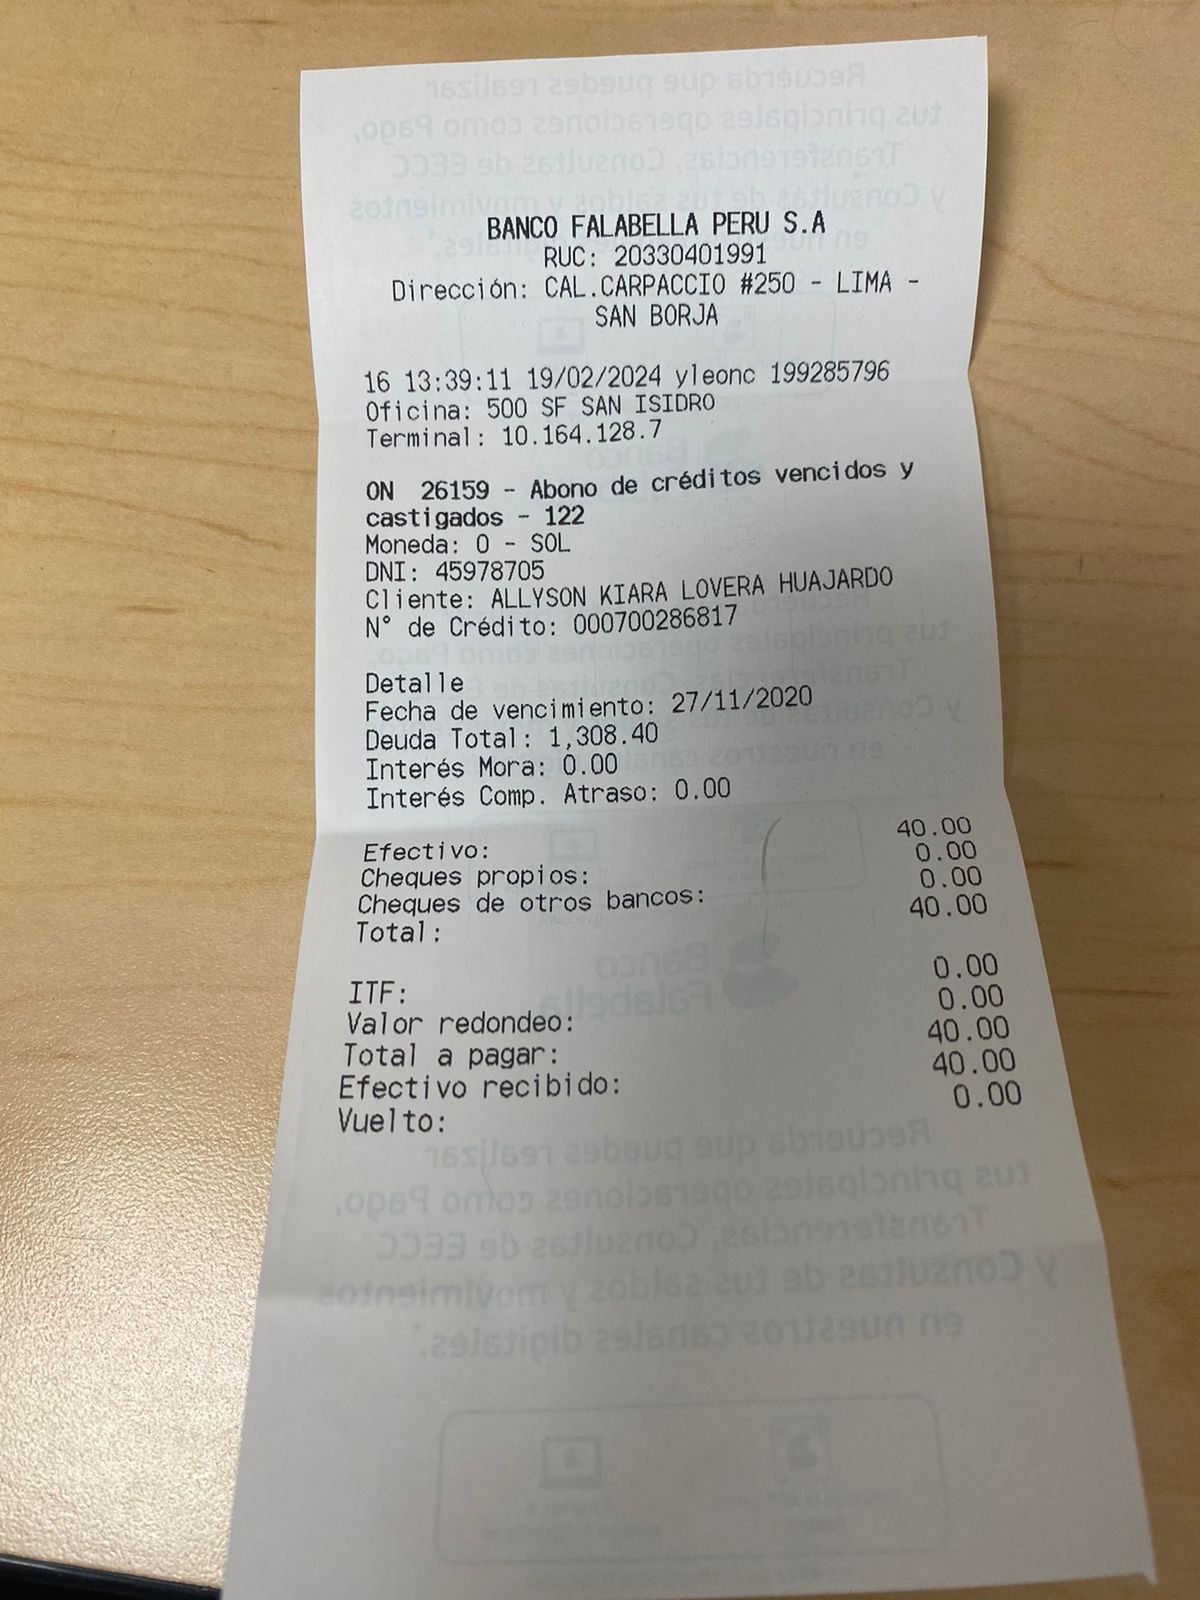 BANCO FALABELLA PERU S.A
RUC: 20330401991
Dirección: CAL.CARPACCIO #250 - LIMA -
SAN BORJA
16 13:39:11 19/02/2024 yleonc 199285796
Oficina: 500 SF SAN ISIDRO
Terminal: 10.164.128.7
ON 26159 - Abono de créditos vencidos y
castigados - 122
Moneda: 0 - SOL
DNI: 45978705
Cliente: ALLYSON KIARA LOVERA HUAJARDO
N° de Crédito: 000700286817
Detalle
Fecha de vencimiento: 27/11/2020
Deuda Total: 1,308.40
Interés Mora: 0.00
Interés Comp. Atraso: 0.00
Efectivo: 40.00
Cheques propios: 0.00
Cheques de otros bancos: 0.00
Total: 40.00
ITF: 0.00
Valor redondeo: 0.00
Total a pagar: 40.00
Efectivo recibido: 40.00
Vuelto: 0.00
Recuerda que puedes realizar
tus principales operaciones como Pago,
Transferencias, Consultas de EECC
y Consultas de tus saldos y movimientos
en nuestros canales digitales.*